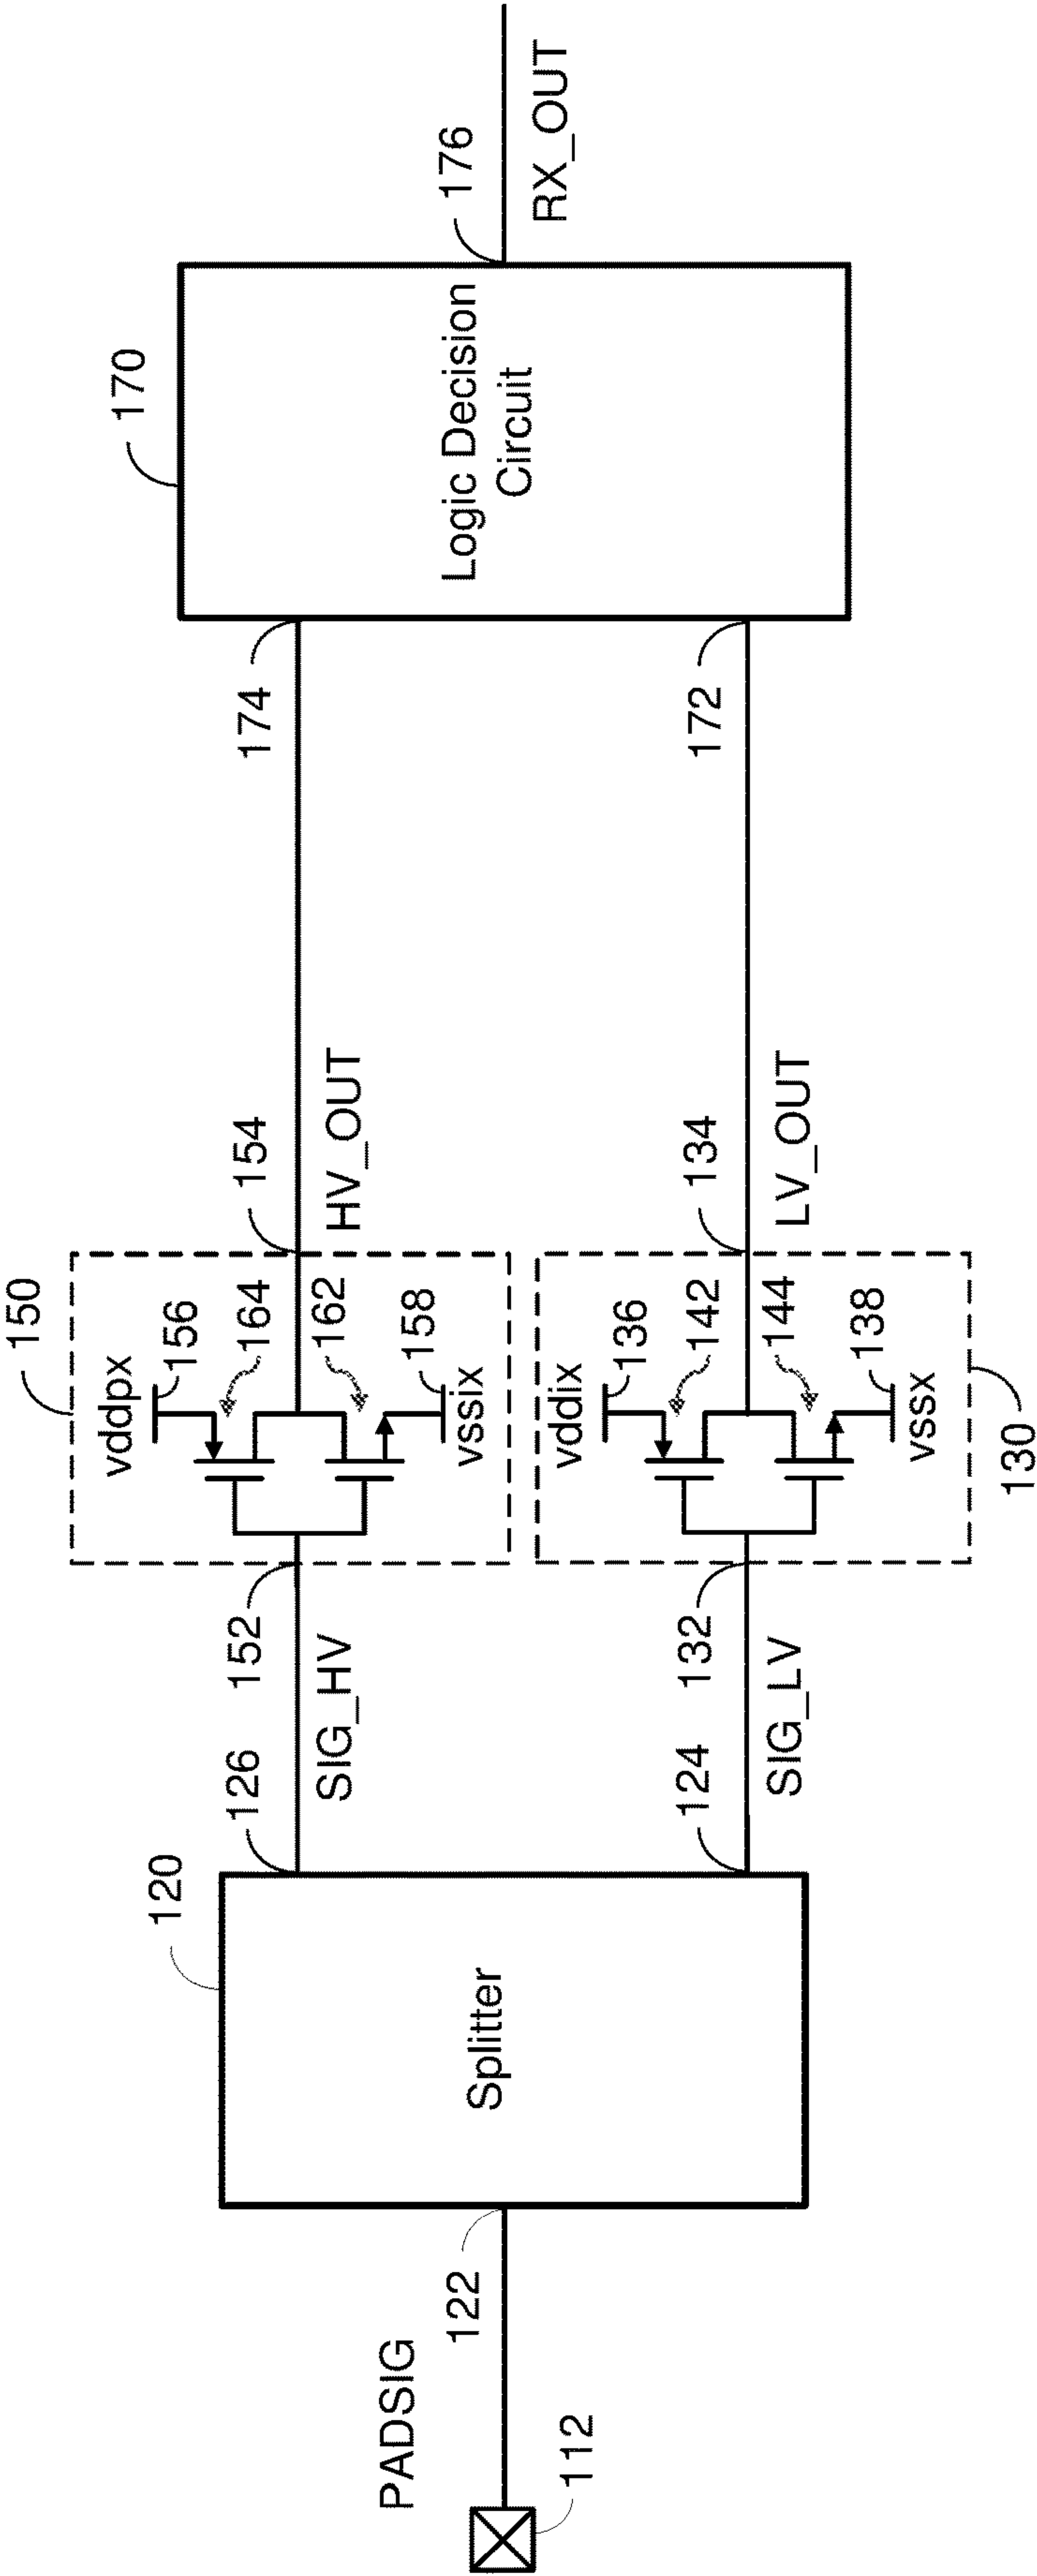 PADSIG
112
122
120
Splitter
126
SIG_HV
152
124
SIG_LV
132
150
vddpx
156
164
162
158
vssix
154
HV_OUT
vddix
136
142
144
138
vssx
130
134
LV_OUT
174
172
170
Logic Decision
Circuit
176
RX_OUT